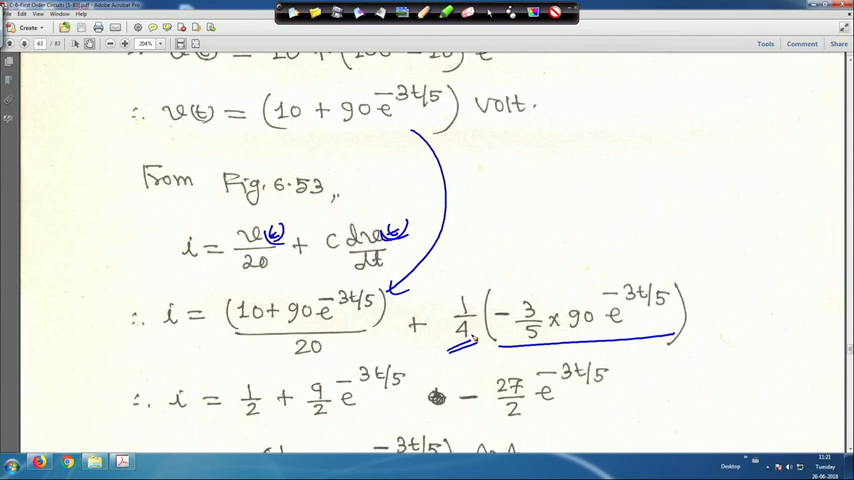 C-6-First Order Circuits [1-83].pdf - Adobe Acrobat Pro
File Edit View Window Help
Create
63 / 83
204%
Tools Comment Share
∴ v(t) = (10 + 90e^{-3t/5}) volt.
From Fig. 6.53,
i = v(t)/20 + C dv(t)/dt
∴ i = (10 + 90e^{-3t/5})/20 + 1/4 (-3/5 × 90 e^{-3t/5})
∴ i = 1/2 + 9/2 e^{-3t/5} - 27/2 e^{-3t/5}
Desktop
11:21
Tuesday
26-06-2018